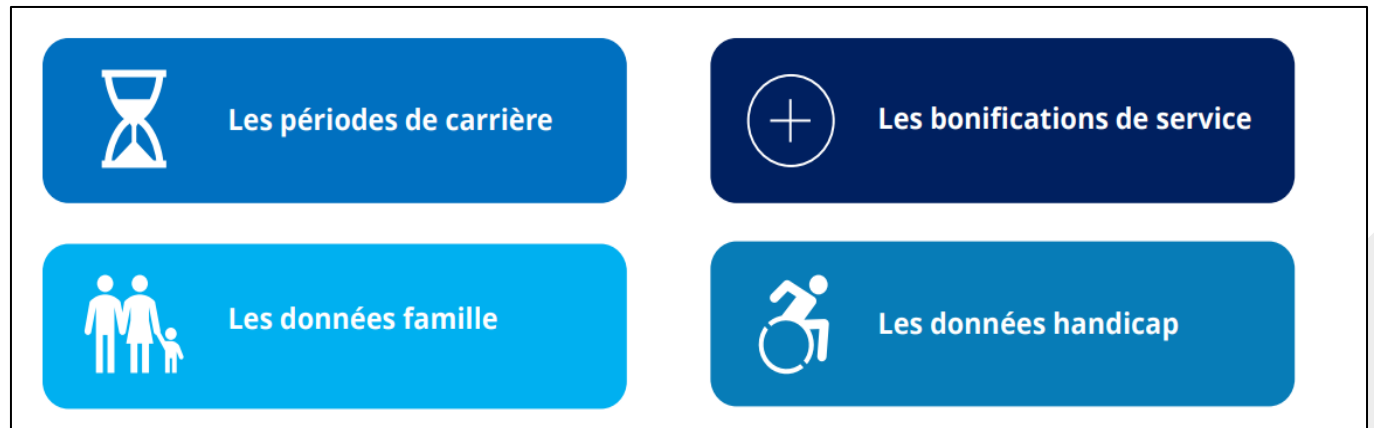 Les périodes de carrière
Les bonifications de service
Les données famille
Les données handicap